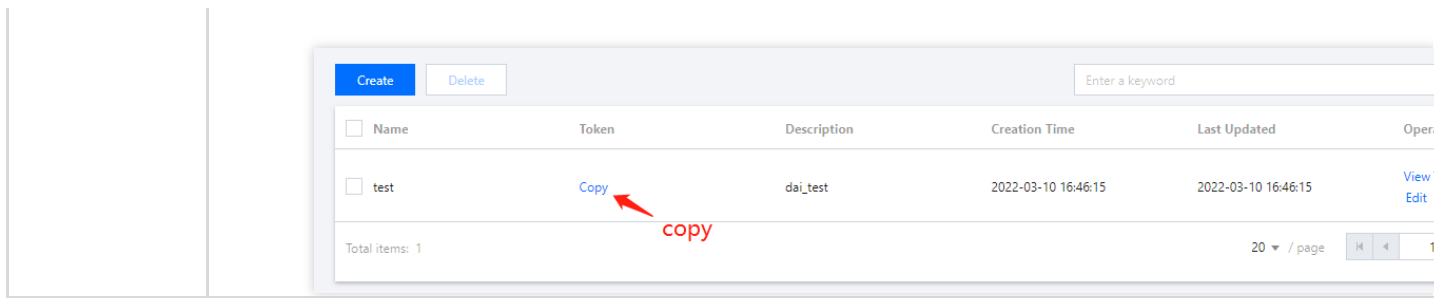 Create Delete Enter a keyword
Name Token Description Creation Time Last Updated Opera
test Copy dai_test 2022-03-10 16:46:15 2022-03-10 16:46:15 View
Edit
copy
Total items: 1 20 / page 1